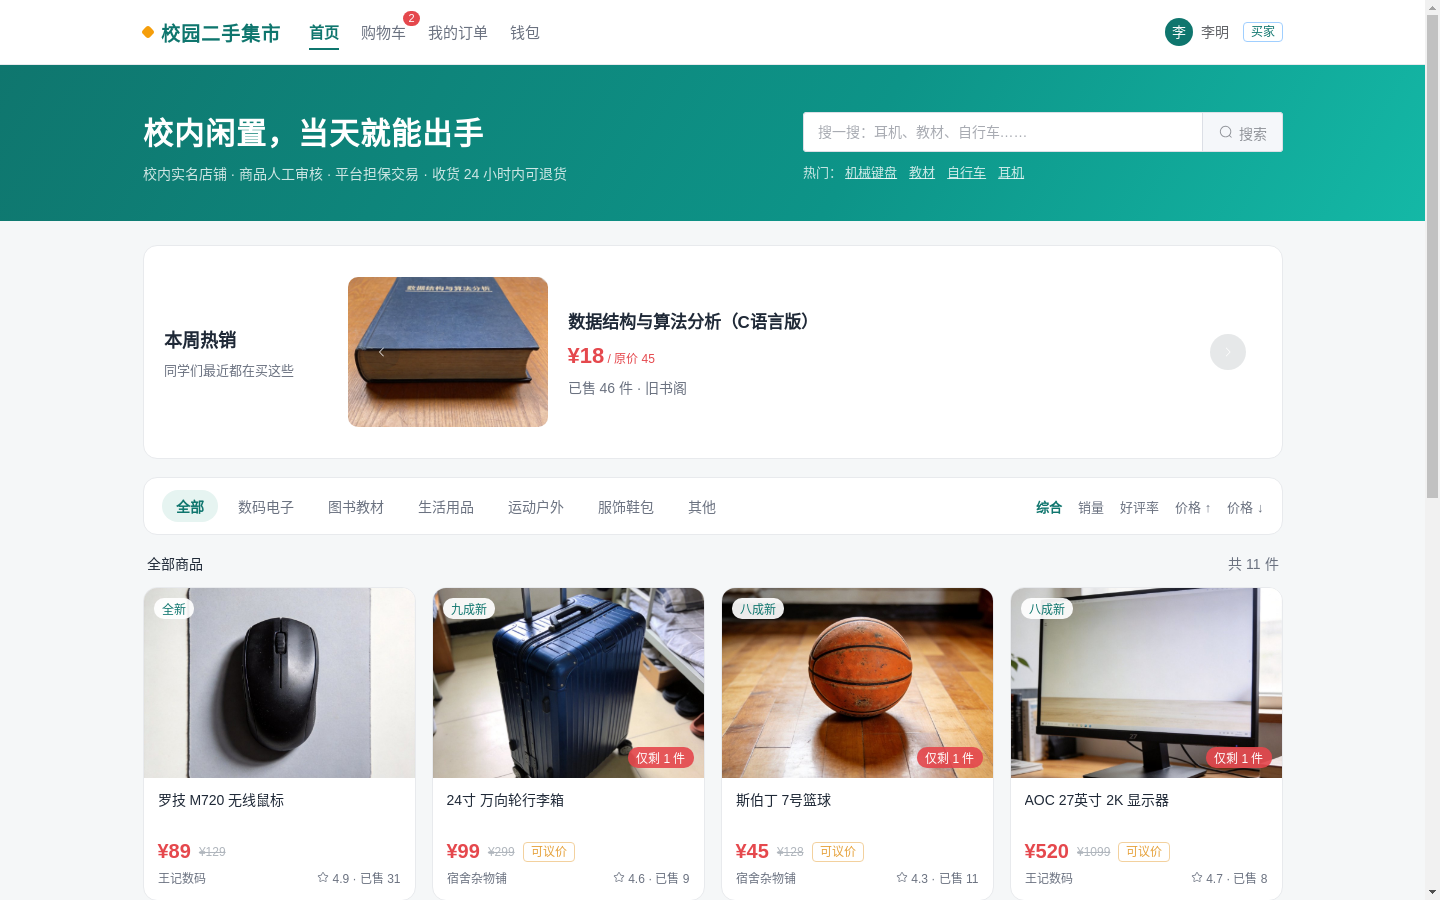 校园二手集市
首页
购物车
2
我的订单
钱包
李
李明
买家
校内闲置，当天就能出手
校内实名店铺 · 商品人工审核 · 平台担保交易 · 收货 24 小时内可退货
搜一搜：耳机、教材、自行车……
搜索
热门： 机械键盘 教材 自行车 耳机
本周热销
同学们最近都在买这些
数据结构与算法分析
数据结构与算法分析（C语言版）
¥18 / 原价 45
已售 46 件 · 旧书阁
全部 数码电子 图书教材 生活用品 运动户外 服饰鞋包 其他
综合 销量 好评率 价格 ↑ 价格 ↓
全部商品
共 11 件
全新
罗技 M720 无线鼠标
¥89 ¥129
王记数码
4.9 · 已售 31
九成新
仅剩 1 件
24寸 万向轮行李箱
¥99 ¥299 可议价
宿舍杂物铺
4.6 · 已售 9
八成新
仅剩 1 件
斯伯丁 7号篮球
¥45 ¥128 可议价
宿舍杂物铺
4.3 · 已售 11
八成新
仅剩 1 件
AOC 27英寸 2K 显示器
¥520 ¥1099 可议价
王记数码
4.7 · 已售 8